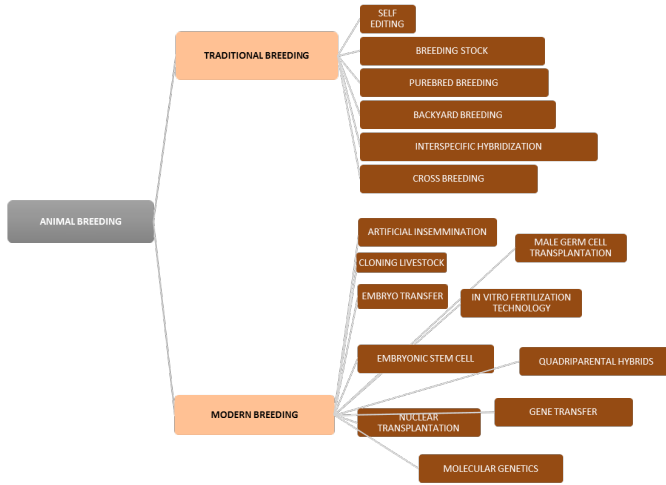 SELF
EDITING
TRADITIONAL BREEDING
BREEDING STOCK
PUREBRED BREEDING
BACKYARD BREEDING
INTERSPECIFIC HYBRIDIZATION
CROSS BREEDING
ANIMAL BREEDING
ARTIFICIAL INSEMMINATION
MALE GERM CELL
TRANSPLANTATION
CLONING LIVESTOCK
EMBRYO TRANSFER
IN VITRO FERTILIZATION
TECHNOLOGY
EMBRYONIC STEM CELL
QUADRIPARENTAL HYBRIDS
MODERN BREEDING
NUCLEAR
TRANSPLANTATION
GENE TRANSFER
MOLECULAR GENETICS